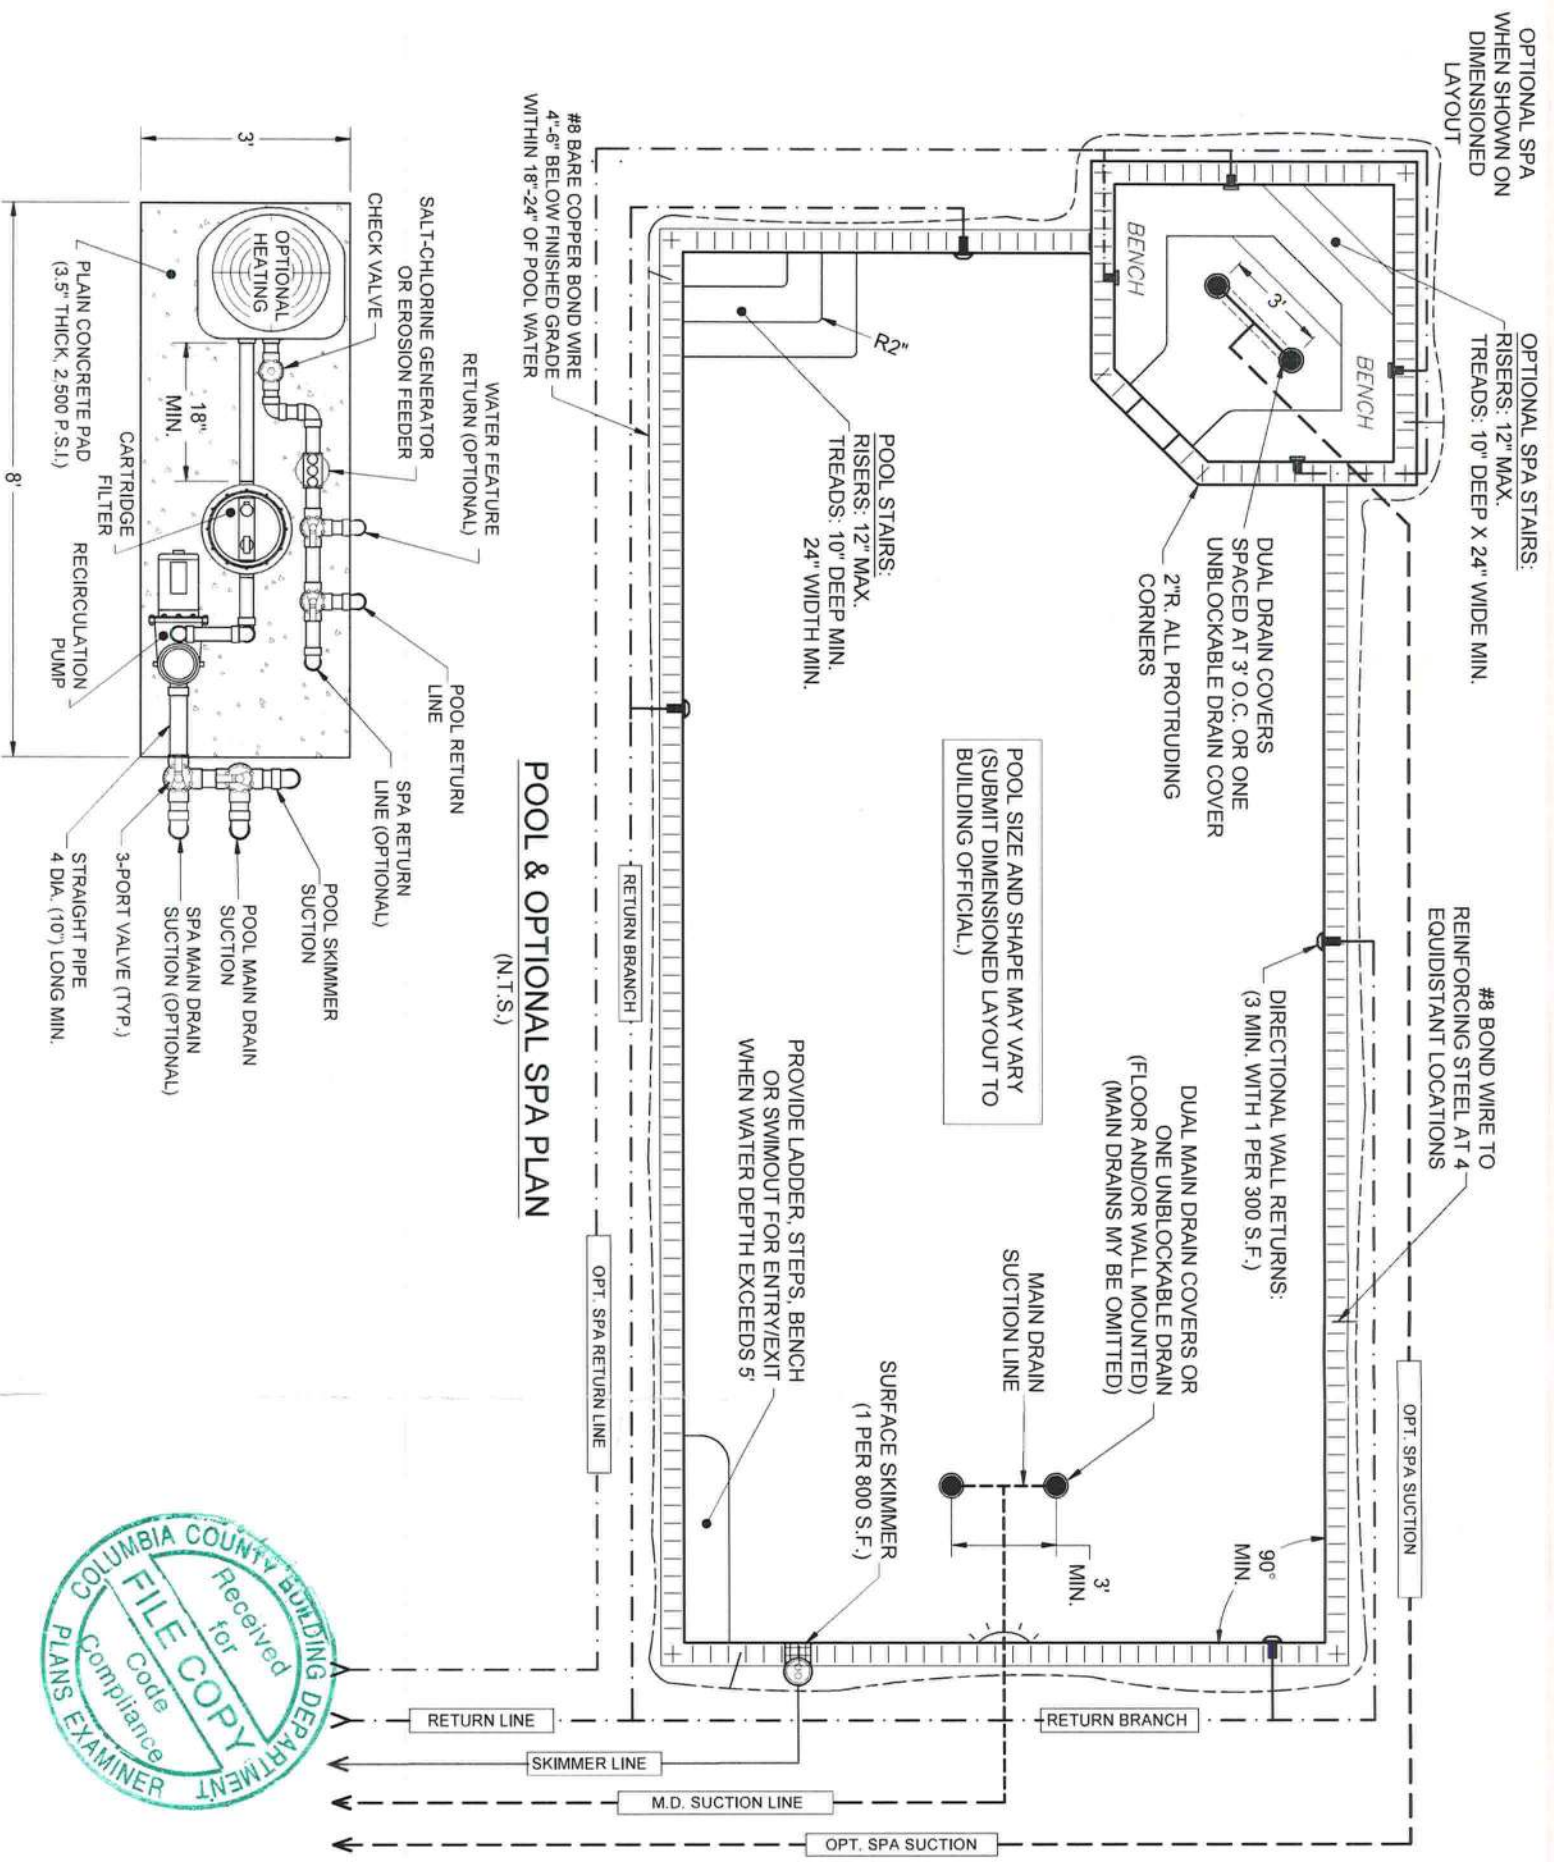 OPTIONAL SPA
WHEN SHOWN ON
DIMENSIONED
LAYOUT
OPTIONAL SPA STAIRS:
RISERS: 12" MAX.
TREADS: 10" DEEP X 24" WIDE MIN.
BENCH
BENCH
3'
DUAL DRAIN COVERS
SPACED AT 3' O.C. OR ONE
UNBLOCKABLE DRAIN COVER
2"R. ALL PROTRUDING
CORNERS
#8 BOND WIRE TO
REINFORCING STEEL AT 4
EQUIDISTANT LOCATIONS
OPT. SPA SUCTION
DIRECTIONAL WALL RETURNS:
(3 MIN. WITH 1 PER 300 S.F.)
90°
MIN.
DUAL MAIN DRAIN COVERS OR
ONE UNBLOCKABLE DRAIN
(FLOOR AND/OR WALL MOUNTED)
(MAIN DRAINS MY BE OMITTED)
3'
MIN.
MAIN DRAIN
SUCTION LINE
POOL SIZE AND SHAPE MAY VARY
(SUBMIT DIMENSIONED LAYOUT TO
BUILDING OFFICIAL.)
R2"
POOL STAIRS:
RISERS: 12" MAX.
TREADS: 10" DEEP MIN.
24" WIDTH MIN.
SURFACE SKIMMER
(1 PER 800 S.F.)
PROVIDE LADDER, STEPS, BENCH
OR SWIMOUT FOR ENTRY/EXIT
WHEN WATER DEPTH EXCEEDS 5'
#8 BARE COPPER BOND WIRE
4"-6" BELOW FINISHED GRADE
WITHIN 18"-24" OF POOL WATER
RETURN BRANCH
OPT. SPA RETURN LINE
POOL & OPTIONAL SPA PLAN
(N.T.S.)
RETURN LINE
RETURN BRANCH
SKIMMER LINE
M.D. SUCTION LINE
OPT. SPA SUCTION
WATER FEATURE
RETURN (OPTIONAL)
SALT-CHLORINE GENERATOR
OR EROSION FEEDER
CHECK VALVE
POOL RETURN
LINE
SPA RETURN
LINE (OPTIONAL)
POOL SKIMMER
SUCTION
POOL MAIN DRAIN
SUCTION
SPA MAIN DRAIN
SUCTION (OPTIONAL)
3-PORT VALVE (TYP.)
STRAIGHT PIPE
4 DIA. (10") LONG MIN.
3'
OPTIONAL
HEATING
18"
MIN.
PLAIN CONCRETE PAD
(3.5" THICK, 2,500 P.S.I.)
CARTRIDGE
FILTER
RECIRCULATION
PUMP
8'
COLUMBIA COUNTY BUILDING DEPARTMENT
Received
for
FILE COPY
Code
Compliance
PLANS EXAMINER